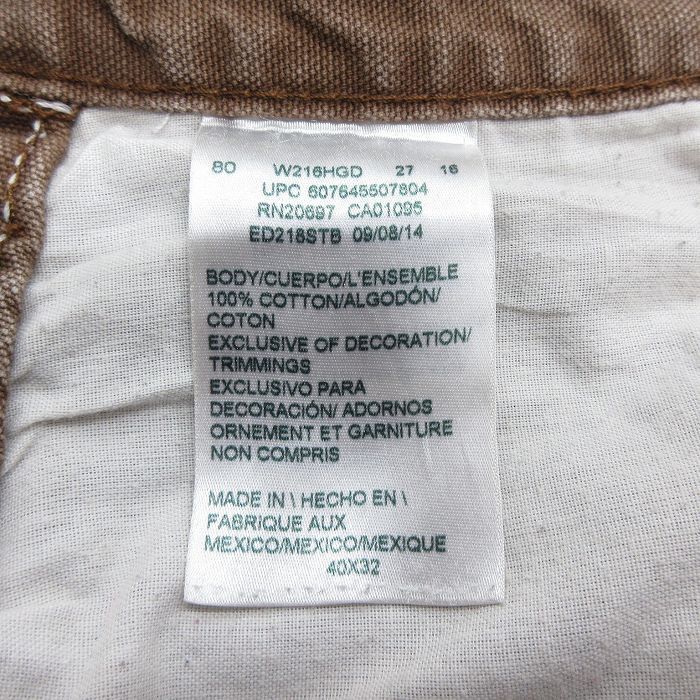 80 W216HGD 27 16
UPC 607645507804
RN20697 CA01095
ED218STB 09/08/14
BODY/CUERPO/L'ENSEMBLE
100% COTTON/ALGODÓN/
COTON
EXCLUSIVE OF DECORATION/
TRIMMINGS
EXCLUSIVO PARA
DECORACIÓN/ ADORNOS
ORNEMENT ET GARNITURE
NON COMPRIS
MADE IN \ HECHO EN \
FABRIQUE AUX
MEXICO/MEXICO/MEXIQUE
40X32